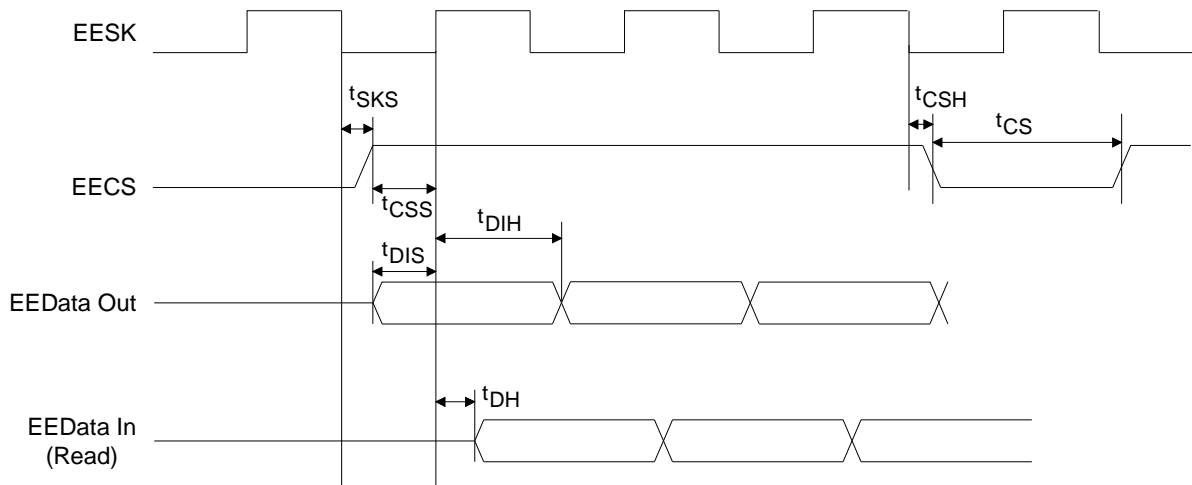 EESK
tSKS
tCSH
tCS
EECS
tCSS
tDIH
tDIS
EEData Out
tDH
EEData In
(Read)